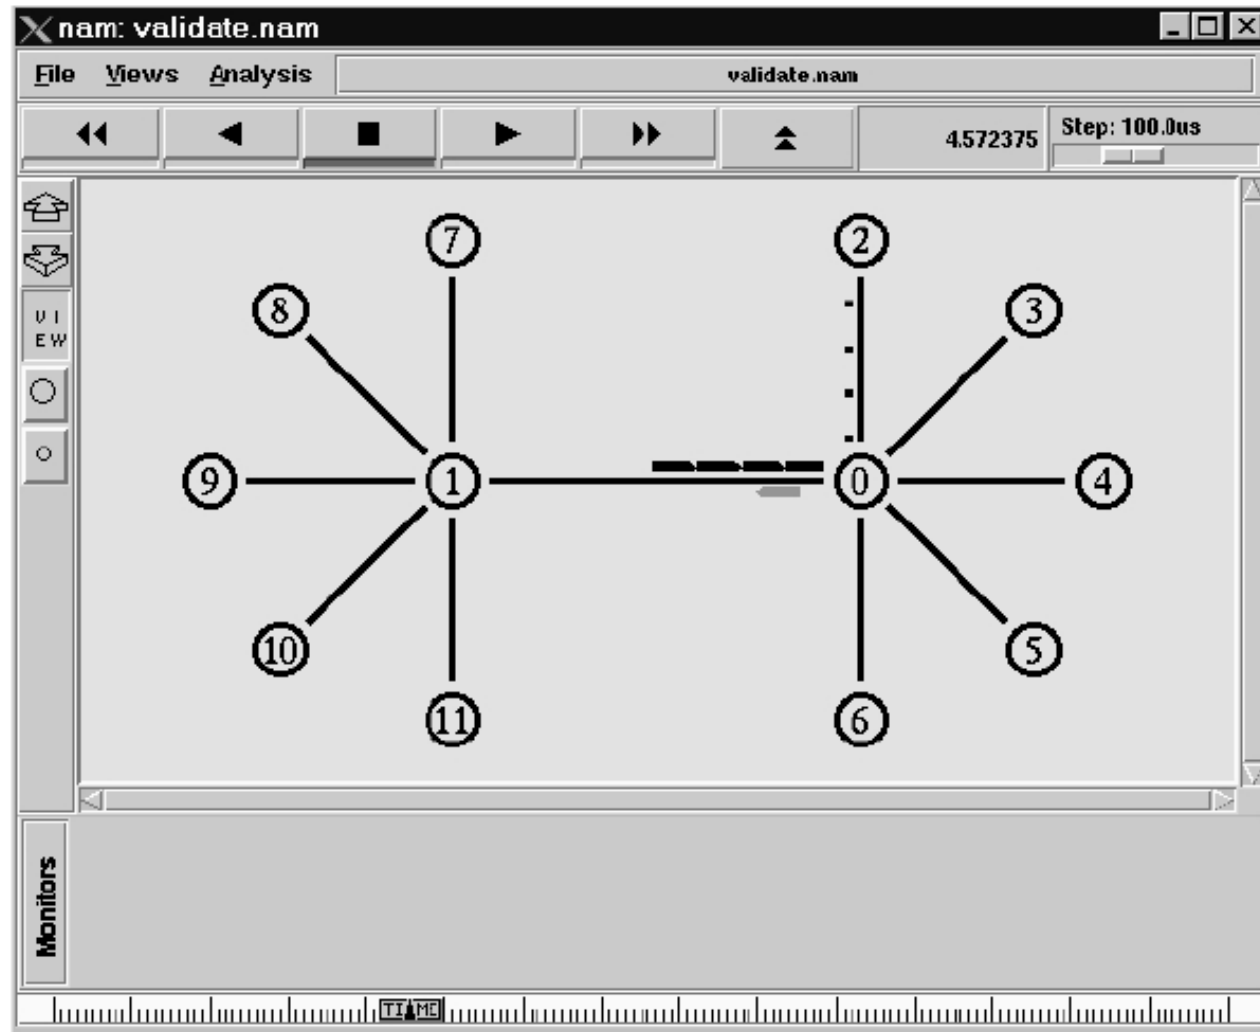 nam: validate.nam
File Views Analysis validate.nam
4.572375 Step: 100.0us
V I
E W
7 2
8 3
9 1 0 4
10 5
11 6
Monitors
TIME